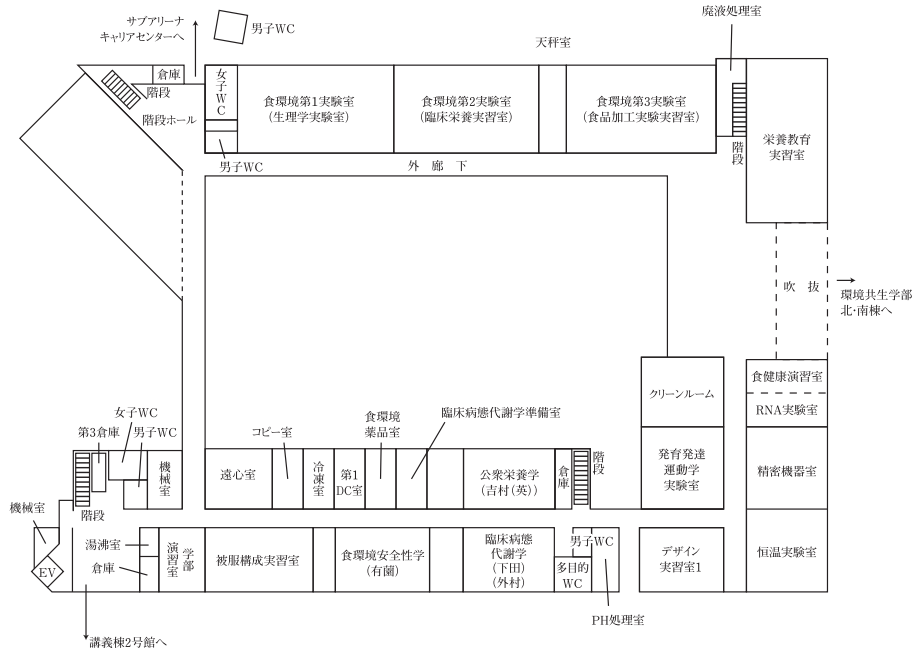 サブアリーナ
キャリアセンターへ
男子WC
天秤室
廃液処理室
倉庫
階段
階段ホール
女子WC
食環境第1実験室
(生理学実験室)
食環境第2実験室
(臨床栄養実習室)
食環境第3実験室
(食品加工実験実習室)
階段
栄養教育
実習室
男子WC
外 廊 下
吹 抜
環境共生学部
北・南棟へ
食健康演習室
RNA実験室
クリーンルーム
女子WC
第3倉庫
男子WC
コピー室
食環境
薬品室
臨床病態代謝学準備室
機械室
遠心室
冷凍室
第1
DC室
公衆栄養学
(吉村(英))
倉庫
階段
発育発達
運動学
実験室
精密機器室
機械室
階段
湯沸室
倉庫
EV
学部
演習室
被服構成実習室
食環境安全性学
(有薗)
臨床病態
代謝学
(下田)
(外村)
男子WC
多目的
WC
デザイン
実習室1
恒温実験室
PH処理室
講義棟2号館へ